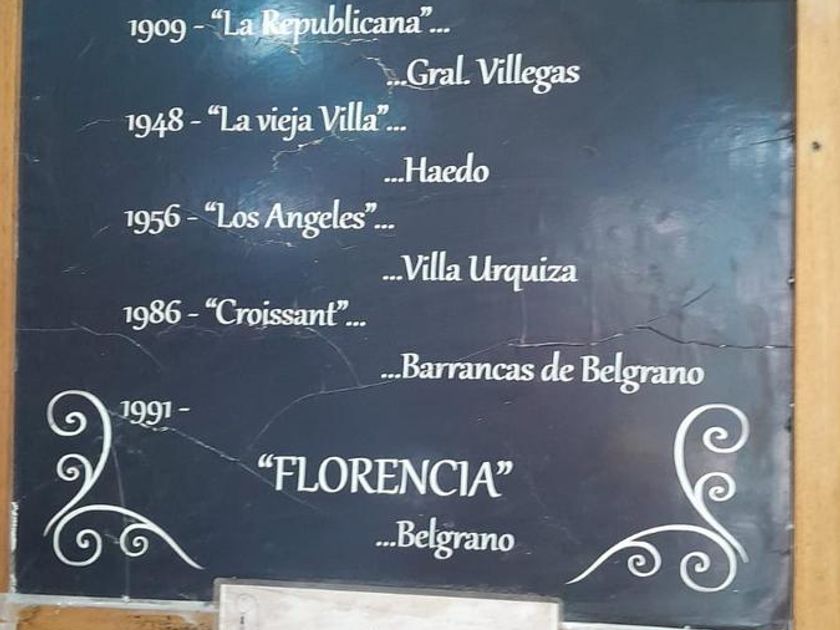 1909 - “La Republicana”...
...Gral. Villegas
1948 - “La vieja Villa”...
...Haedo
1956 - “Los Angeles”...
...Villa Urquiza
1986 - “Croissant”...
...Barrancas de Belgrano
1991 -
“FLORENCIA”
...Belgrano